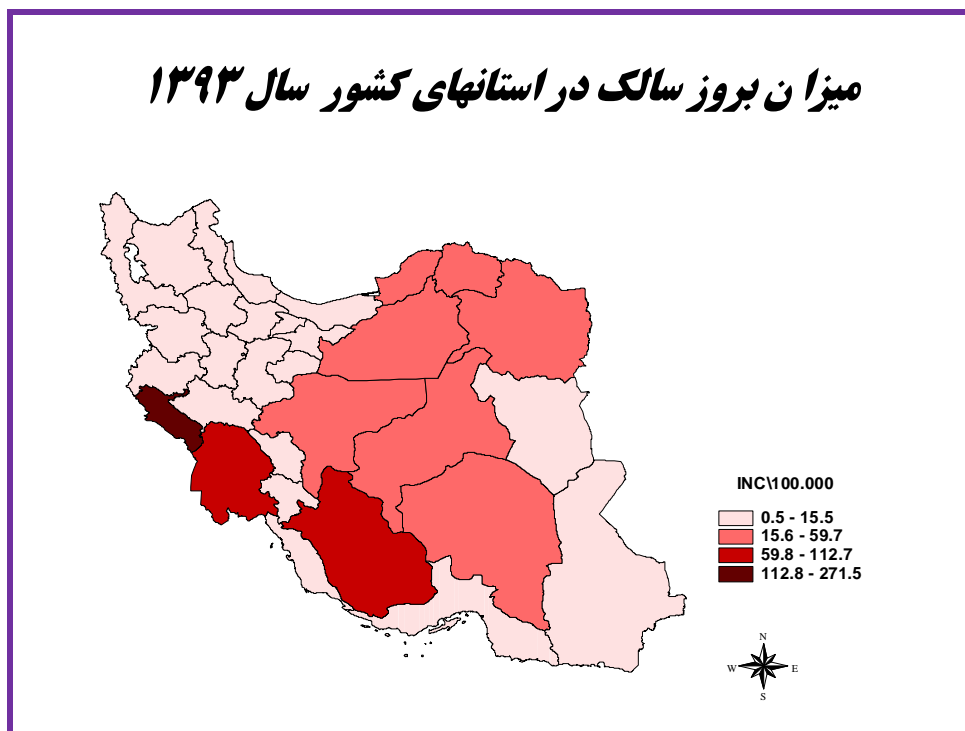 میزا ن بروز سالک در استانهای کشور سال ۱۳۹۳
INC\100.000
0.5 - 15.5
15.6 - 59.7
59.8 - 112.7
112.8 - 271.5
N
W E
S